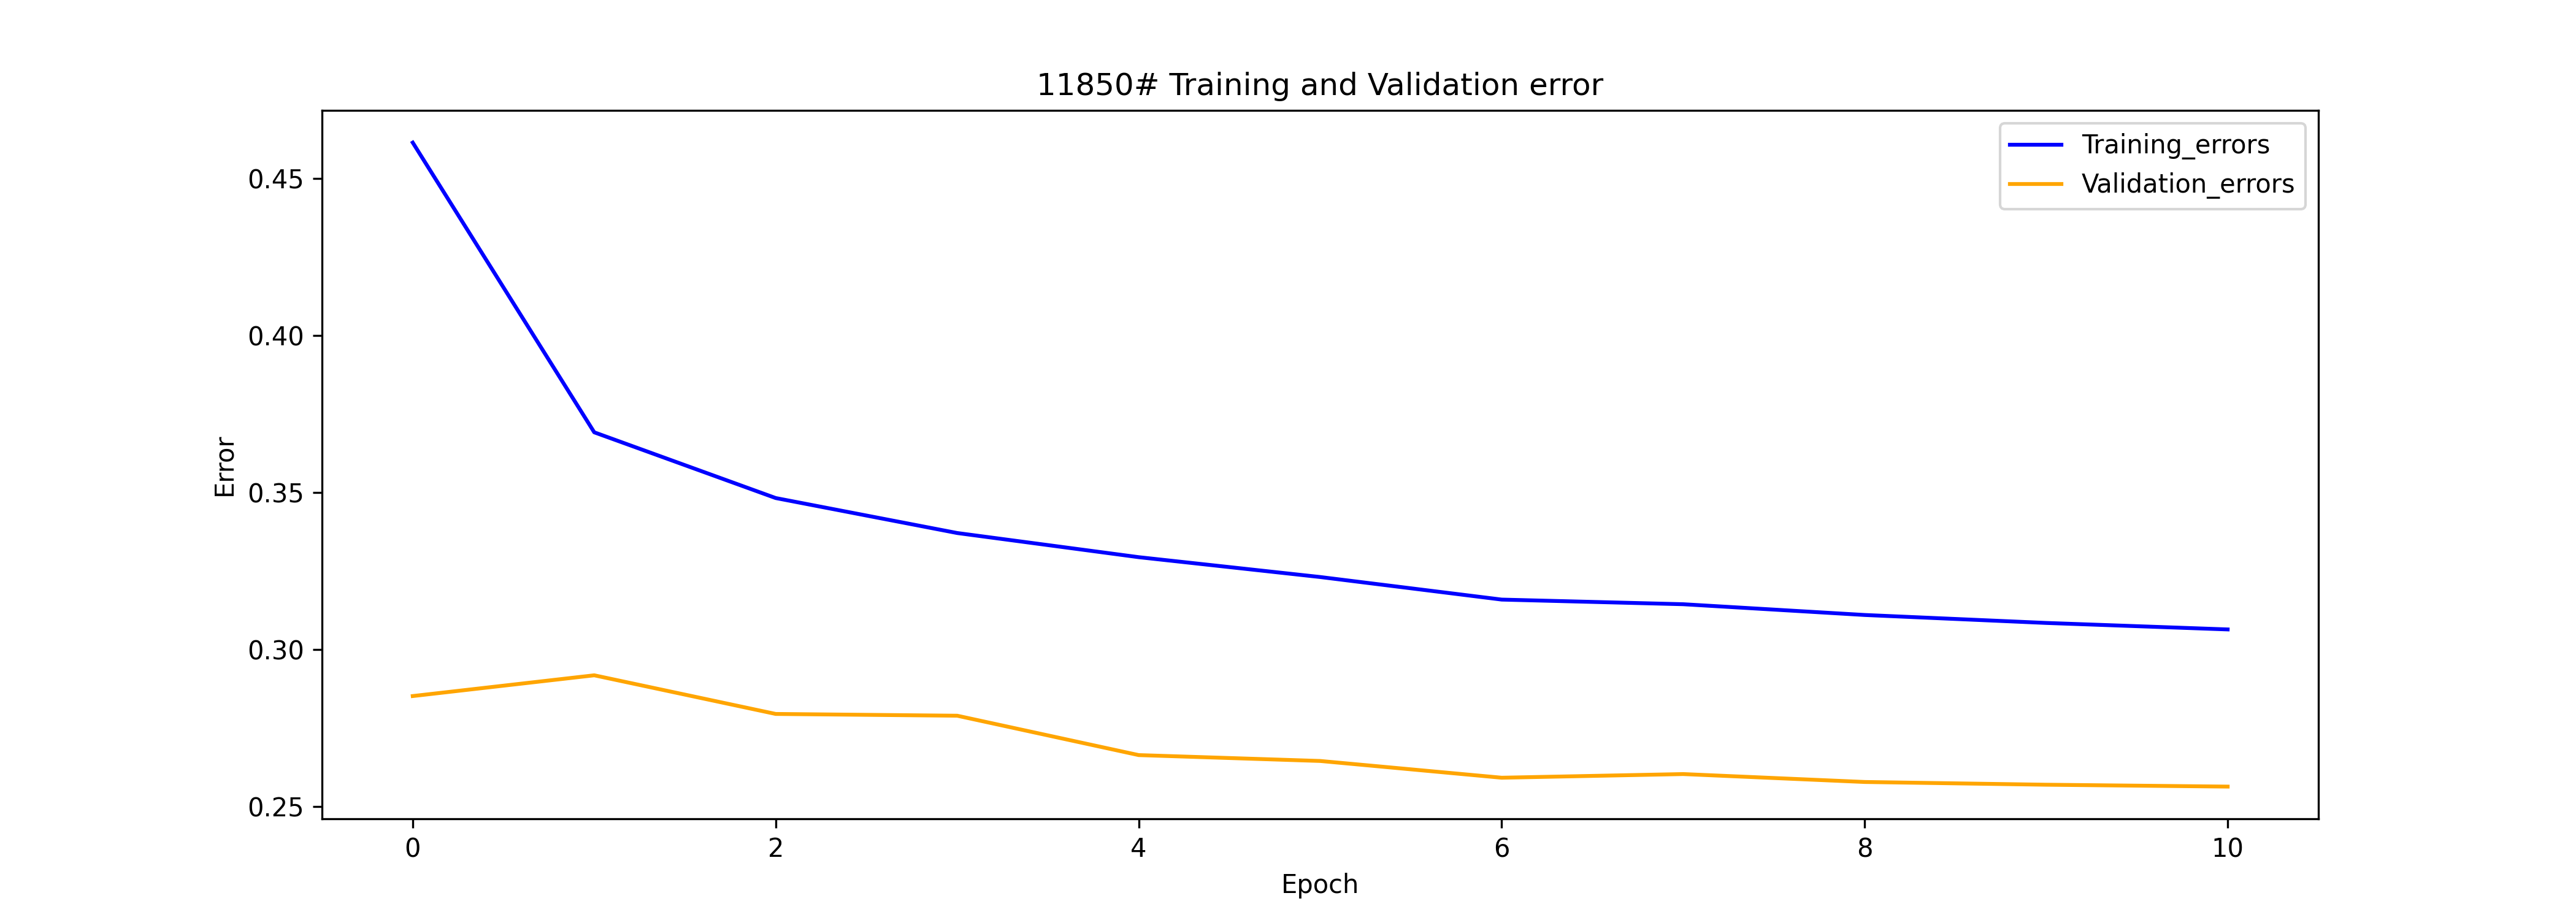 11850# Training and Validation error
Training_errors
Validation_errors
0.45
0.40
0.35
0.30
0.25
Error
0 2 4 6 8 10
Epoch